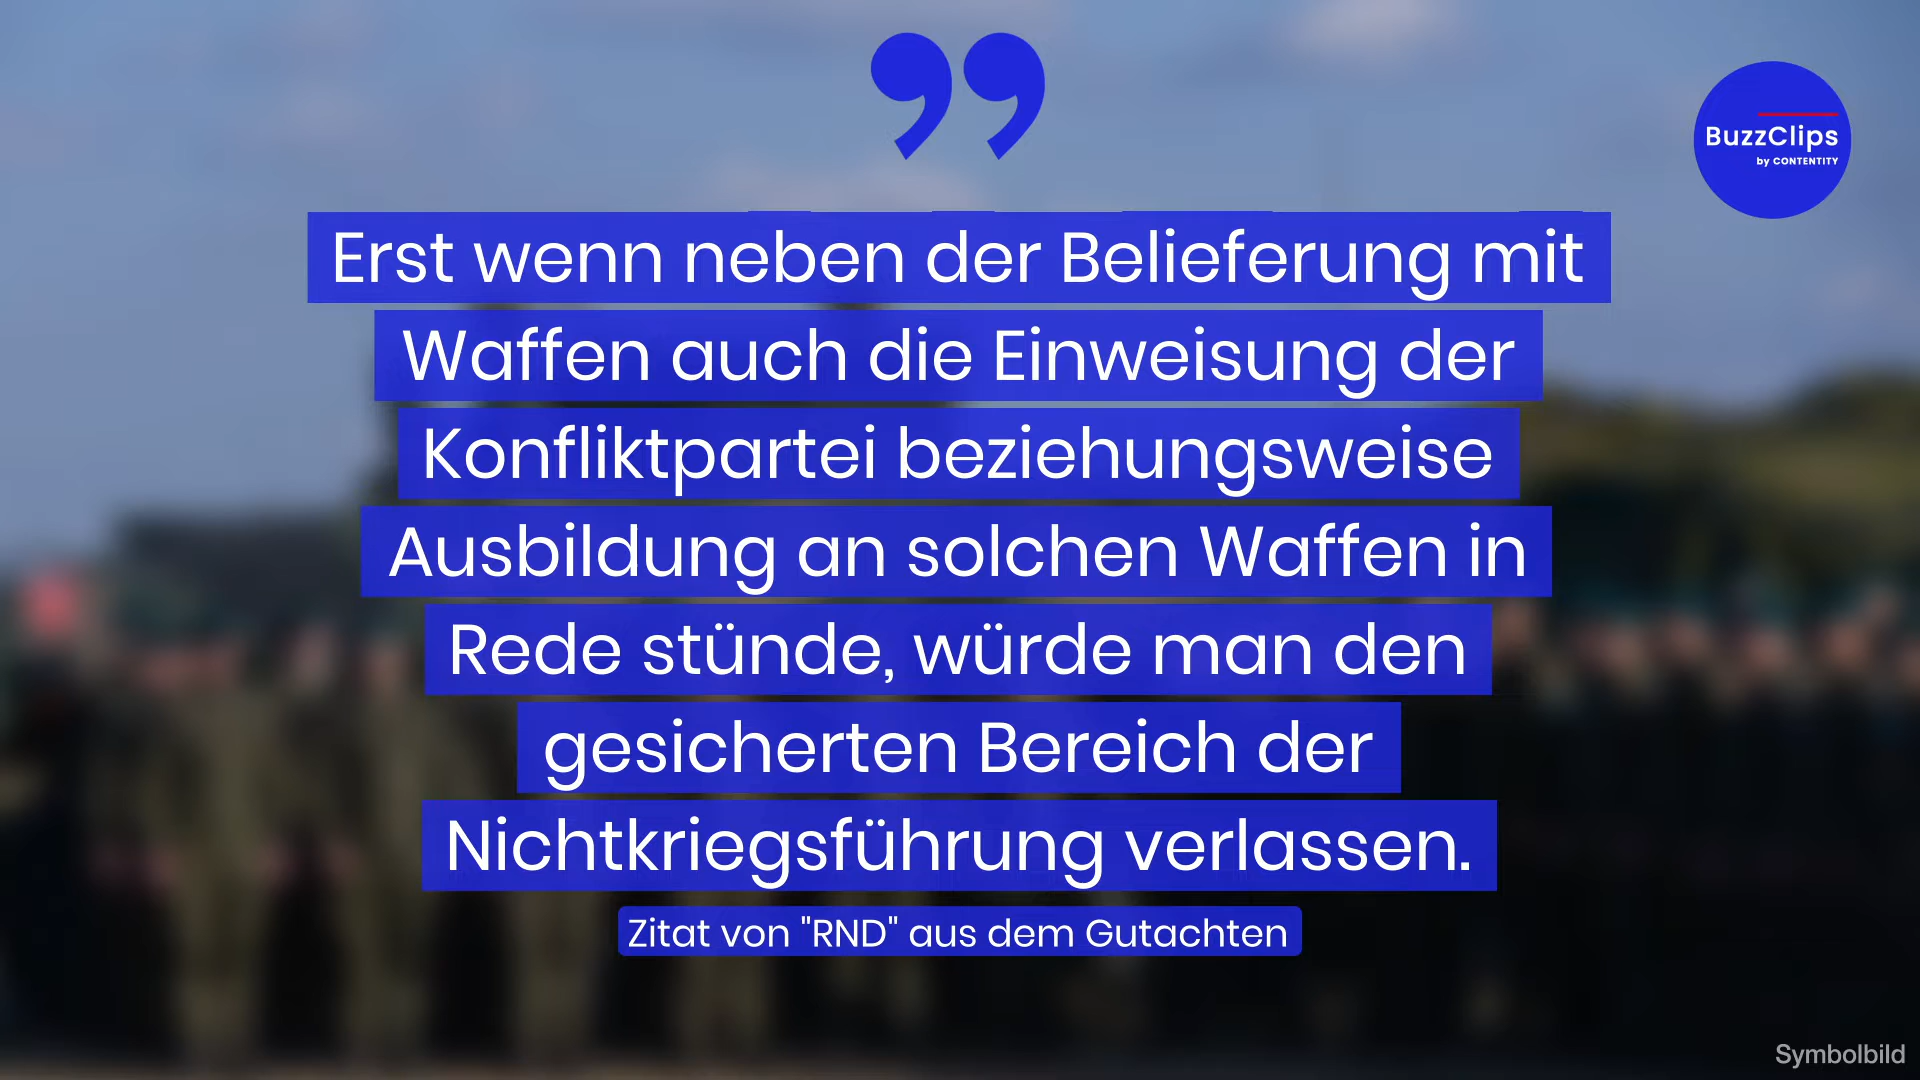 BuzzClips
by CONTENTITY
Erst wenn neben der Belieferung mit
Waffen auch die Einweisung der
Konfliktpartei beziehungsweise
Ausbildung an solchen Waffen in
Rede stünde, würde man den
gesicherten Bereich der
Nichtkriegsführung verlassen.
Zitat von "RND" aus dem Gutachten
Symbolbild